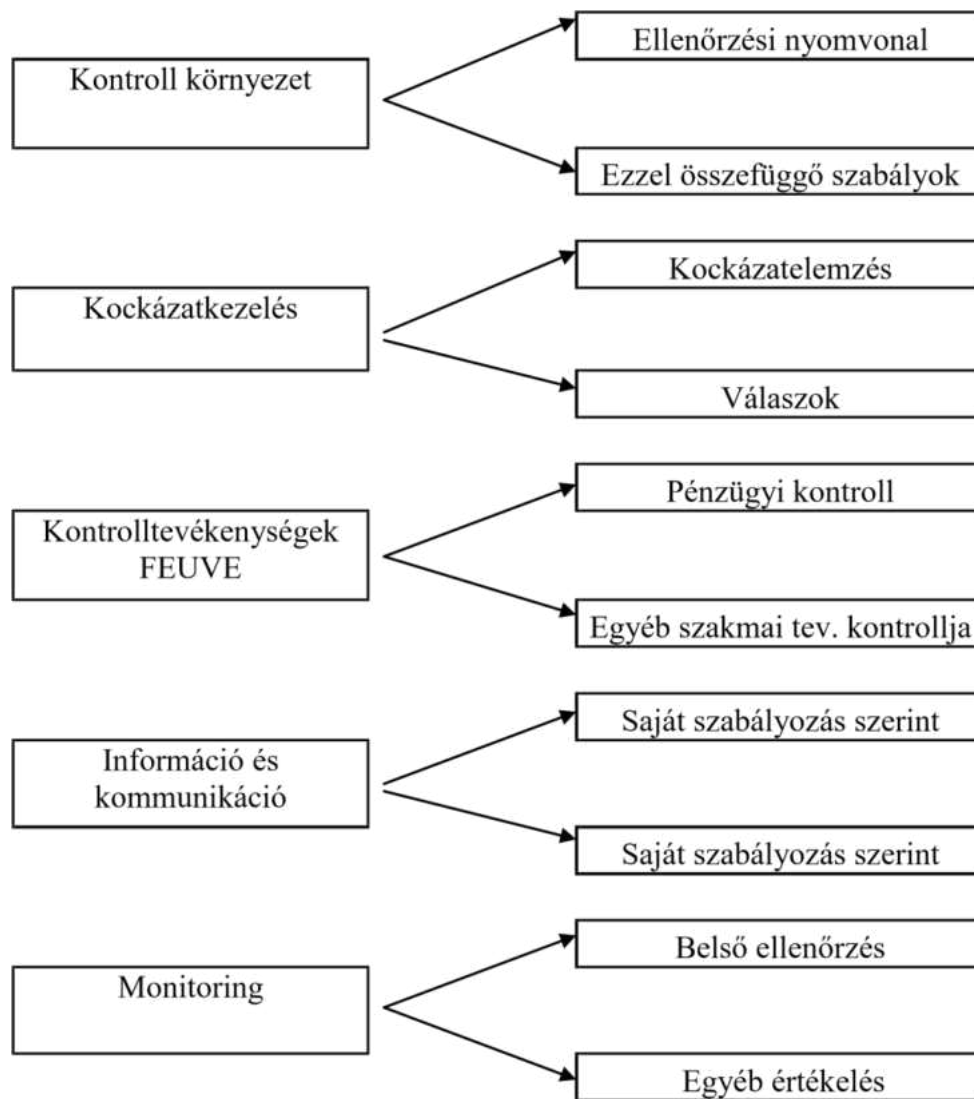 Ellenőrzési nyomvonal
Kontroll környezet
Ezzel összefüggő szabályok
Kockázatelemzés
Kockázatkezelés
Válaszok
Pénzügyi kontroll
Kontrolltevékenységek
FEUVE
Egyéb szakmai tev. kontrollja
Saját szabályozás szerint
Információ és
kommunikáció
Saját szabályozás szerint
Belső ellenőrzés
Monitoring
Egyéb értékelés